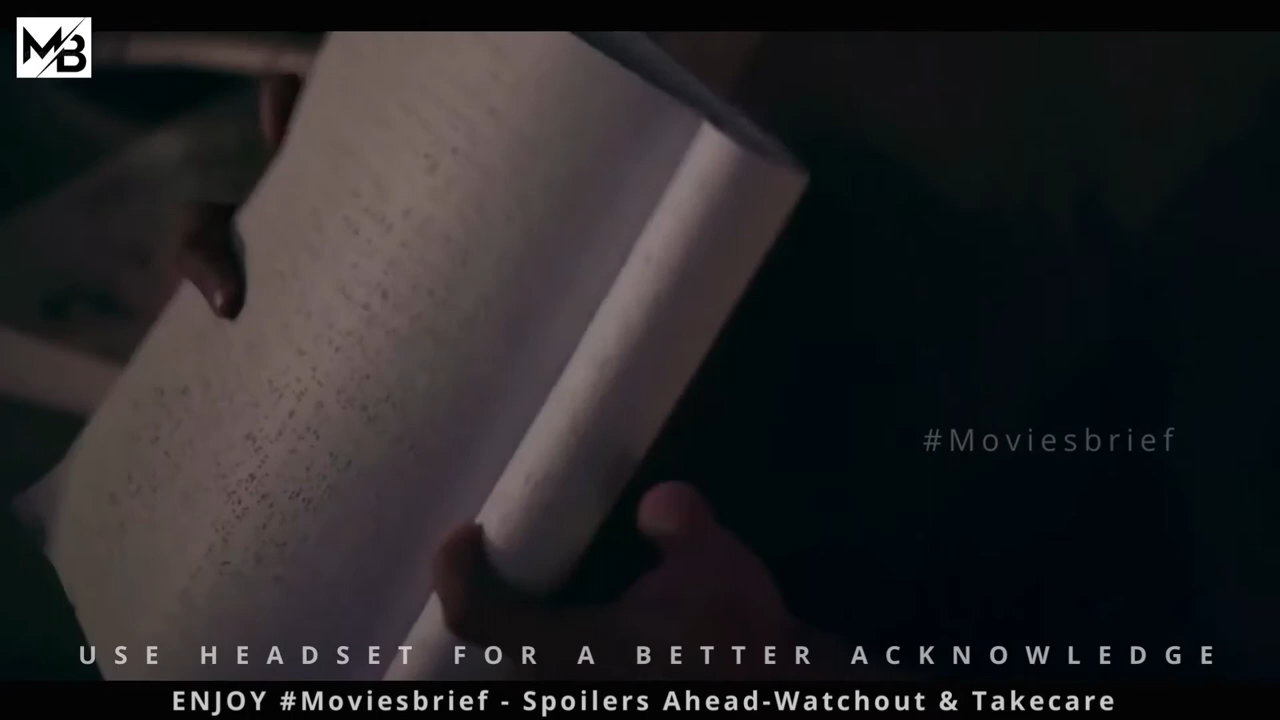 MB
#Moviesbrief
USE HEADSET FOR A BETTER ACKNOWLEDGE
ENJOY #Moviesbrief - Spoilers Ahead-Watchout & Takecare